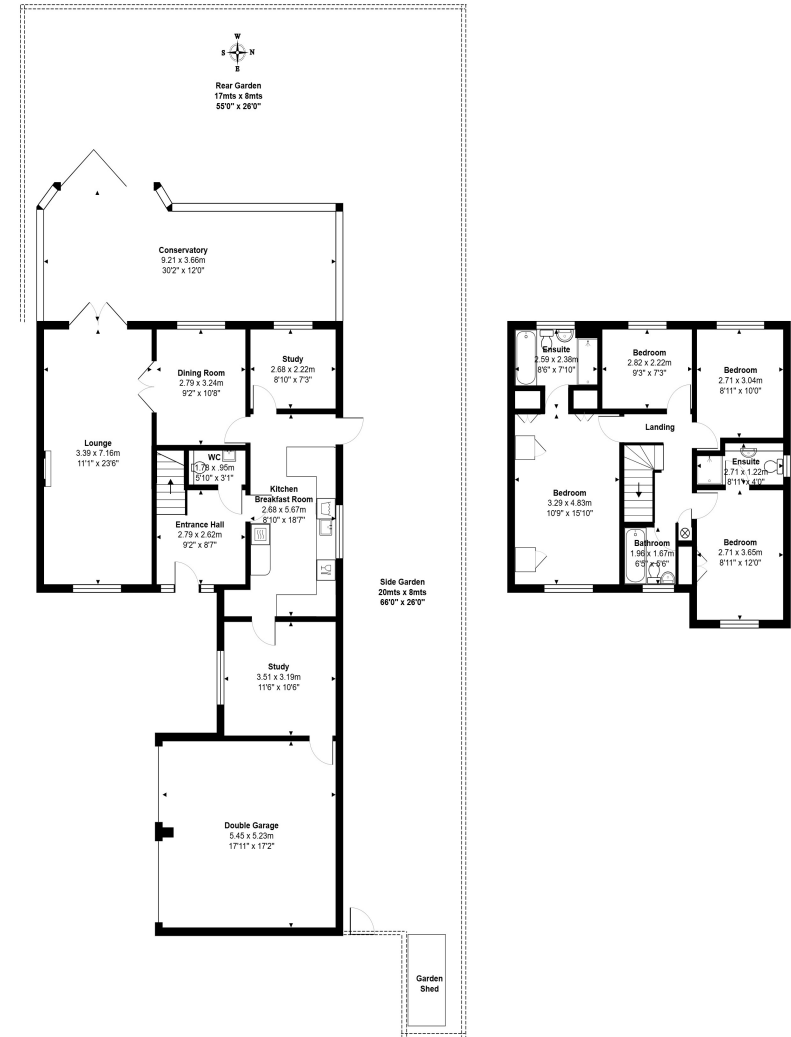 W
S N
E
Rear Garden
17mts x 8mts
55'0" x 26'0"
Conservatory
9.21 x 3.66m
30'2" x 12'0"
Lounge
3.39 x 7.16m
11'1" x 23'6"
Dining Room
2.79 x 3.24m
9'2" x 10'8"
Study
2.68 x 2.22m
8'10" x 7'3"
WC
1.78 x .95m
5'10" x 3'1"
Entrance Hall
2.79 x 2.62m
9'2" x 8'7"
Kitchen
Breakfast Room
2.68 x 5.67m
8'10" x 18'7"
Side Garden
20mts x 8mts
66'0" x 26'0"
Study
3.51 x 3.19m
11'6" x 10'6"
Double Garage
5.45 x 5.23m
17'11" x 17'2"
Garden
Shed
Ensuite
2.59 x 2.38m
8'6" x 7'10"
Bedroom
2.82 x 2.22m
9'3" x 7'3"
Bedroom
2.71 x 3.04m
8'11" x 10'0"
Landing
Ensuite
2.71 x 1.22m
8'11" x 4'0"
Bedroom
3.29 x 4.83m
10'9" x 15'10"
Bathroom
1.96 x 1.67m
6'5" x 5'6"
Bedroom
2.71 x 3.65m
8'11" x 12'0"